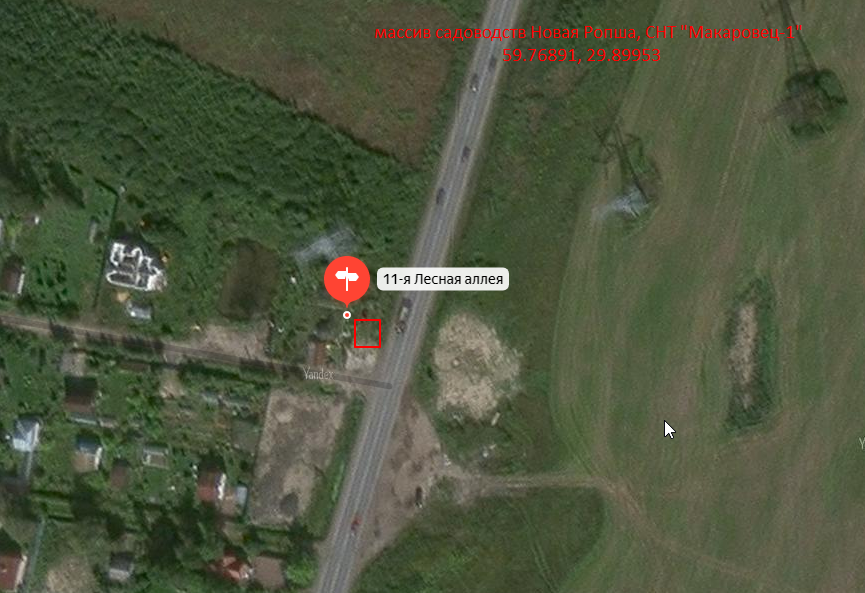 массив садоводств Новая Ропша, СНТ "Макаровец-1"
59.76891, 29.89953
11-я Лесная аллея
Yandex